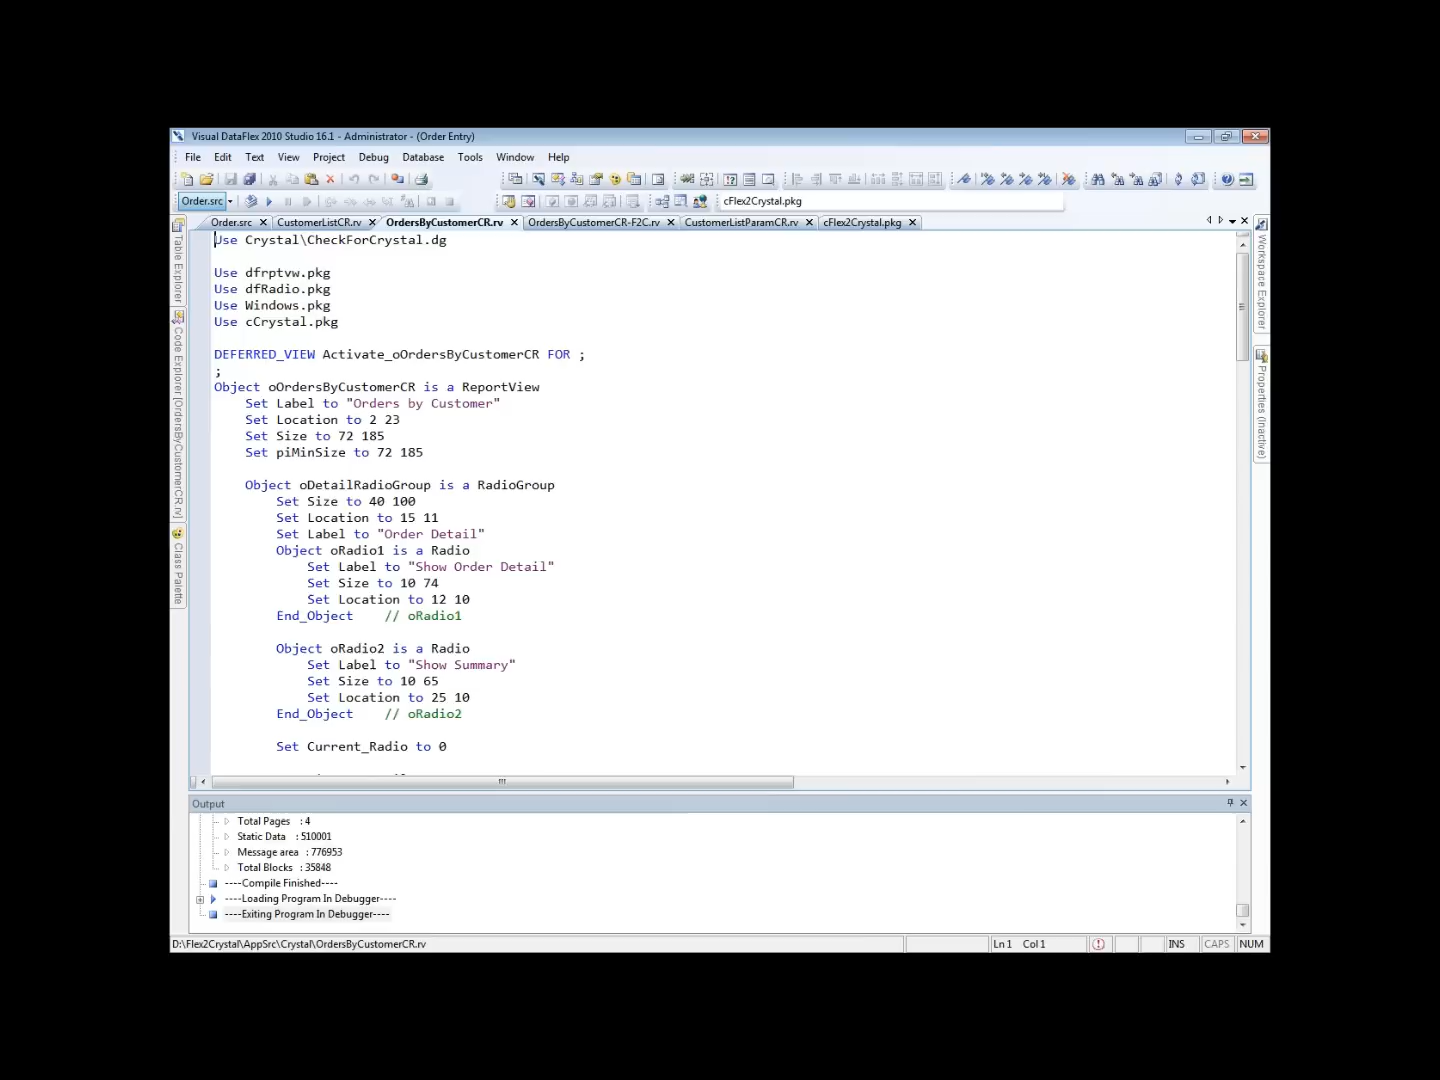 Visual DataFlex 2010 Studio 16.1 - Administrator - (Order Entry)
File Edit Text View Project Debug Database Tools Window Help
Order.src cFlex2Crystal.pkg
Order.src CustomerListCR.rv OrdersByCustomerCR.rv OrdersByCustomerCR-F2C.rv CustomerListParamCR.rv cFlex2Crystal.pkg
Table Explorer
Code Explorer [OrdersByCustomerCR.rv]
Class Palette
Use Crystal\CheckForCrystal.dg
Use dfrptvw.pkg
Use dfRadio.pkg
Use Windows.pkg
Use cCrystal.pkg
DEFERRED_VIEW Activate_oOrdersByCustomerCR FOR ;
;
Object oOrdersByCustomerCR is a ReportView
Set Label to "Orders by Customer"
Set Location to 2 23
Set Size to 72 185
Set piMinSize to 72 185
Object oDetailRadioGroup is a RadioGroup
Set Size to 40 100
Set Location to 15 11
Set Label to "Order Detail"
Object oRadio1 is a Radio
Set Label to "Show Order Detail"
Set Size to 10 74
Set Location to 12 10
End_Object // oRadio1
Object oRadio2 is a Radio
Set Label to "Show Summary"
Set Size to 10 65
Set Location to 25 10
End_Object // oRadio2
Set Current_Radio to 0
Workspace Explorer
Properties (Inactive)
Output
Total Pages : 4
Static Data : 510001
Message area : 776953
Total Blocks : 35848
----Compile Finished----
----Loading Program In Debugger----
----Exiting Program In Debugger----
D:\Flex2Crystal\AppSrc\Crystal\OrdersByCustomerCR.rv Ln 1 Col 1 INS CAPS NUM